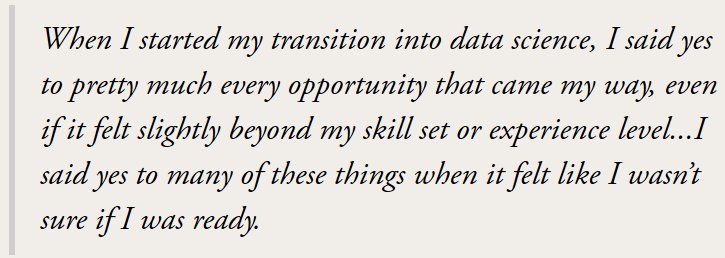 When I started my transition into data science, I said yes
to pretty much every opportunity that came my way, even
if it felt slightly beyond my skill set or experience level...I
said yes to many of these things when it felt like I wasn’t
sure if I was ready.